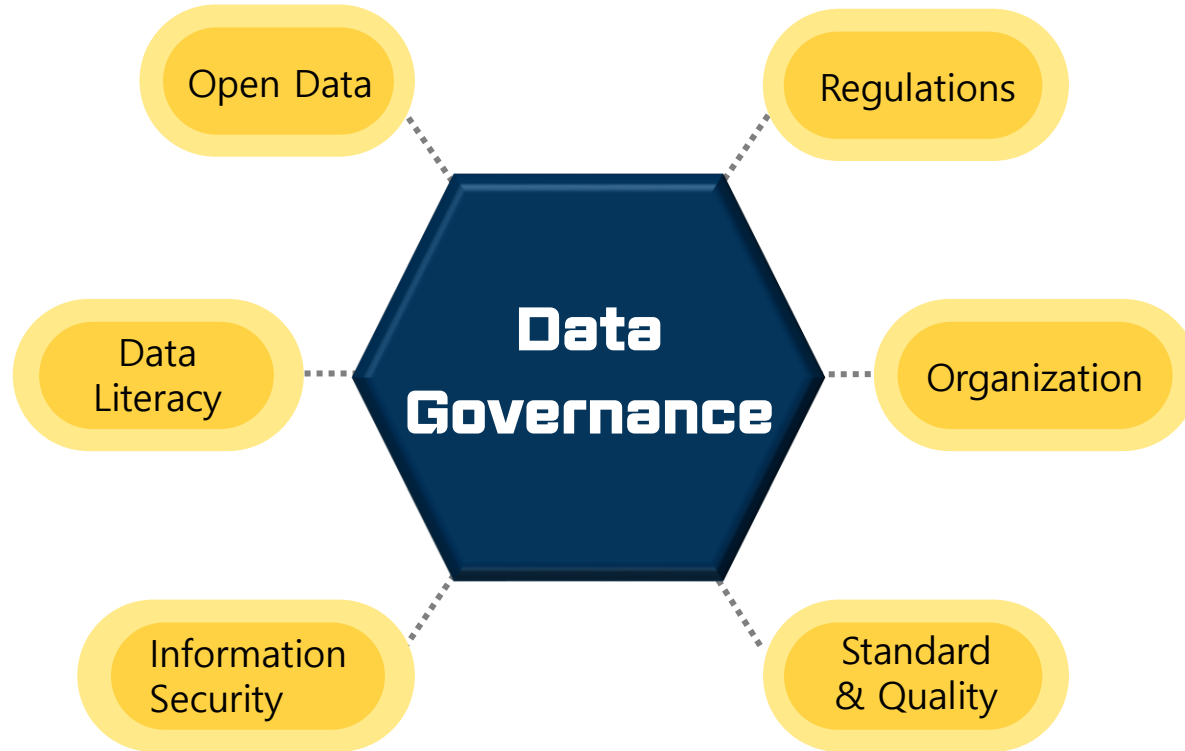 Open Data
Regulations
Data
Literacy
Data
Governance
Organization
Information
Security
Standard
& Quality